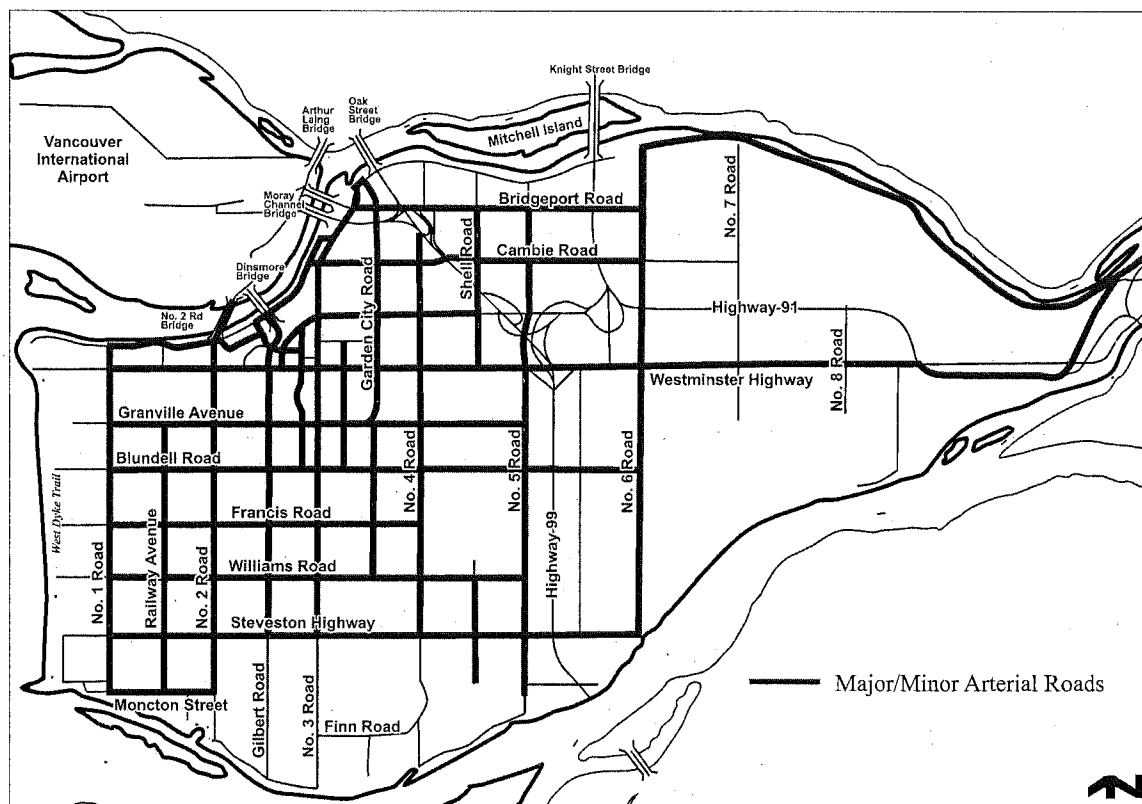 Knight Street Bridge
Arthur
Laing
Bridge
Oak
Street
Bridge
Mitchell Island
Vancouver
International
Airport
Moray
Channel
Bridge
Bridgeport Road
No. 7 Road
Shell Road
Cambie Road
Garden City Road
Dinsmore
Bridge
No. 2 Rd
Bridge
Highway-91
No. 8 Road
Westminster Highway
Granville Avenue
Blundell Road
No. 4 Road
No. 5 Road
No. 6 Road
West Dyke Trail
Francis Road
Highway-99
Williams Road
No. 1 Road
Railway Avenue
No. 2 Road
Steveston Highway
Major/Minor Arterial Roads
Moncton Street
Gilbert Road
No. 3 Road
Finn Road
N